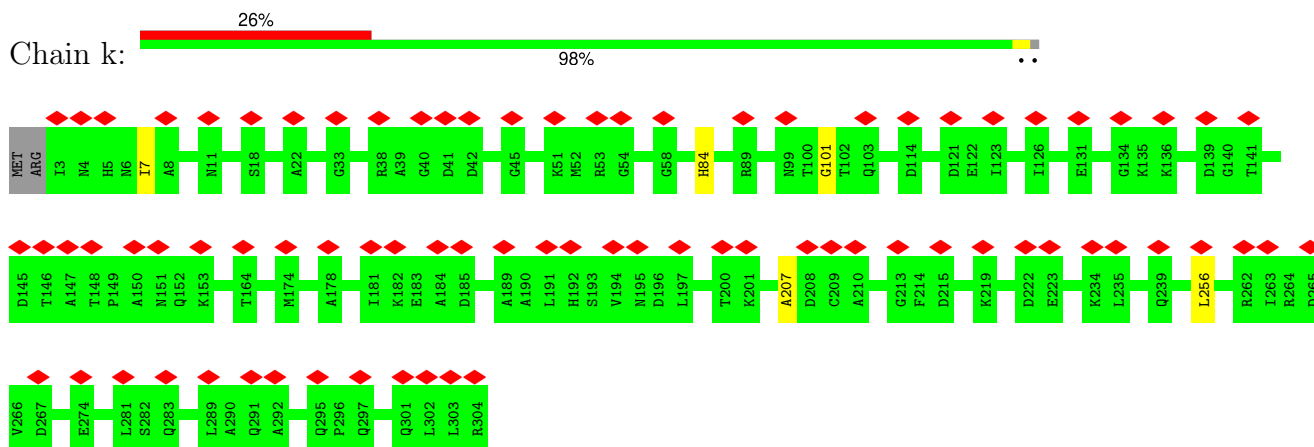 26%
Chain k:
98%
• •
MET ARG I3 N4 H5 N6 I7 A8 N11 S18 A22 G33 R38 A39 G40 D41 D42 G45 K51 M52 R53 G54 G58 H84 R89 N99 T100 G101 T102 Q103 D114 D121 E122 I123 I126 E131 G134 K135 K136 D139 G140 T141
D145 T146 A147 T148 P149 A150 N151 Q152 K153 T164 M174 A178 I181 K182 E183 A184 D185 A189 A190 L191 H192 S193 V194 N195 D196 L197 T200 K201 A207 D208 C209 A210 G213 F214 D215 K219 D222 E223 K234 L235 Q239 L256 R262 I263 R264 D265
V266 D267 E274 L281 S282 Q283 L289 A290 Q291 A292 Q295 P296 Q297 Q301 L302 L303 R304